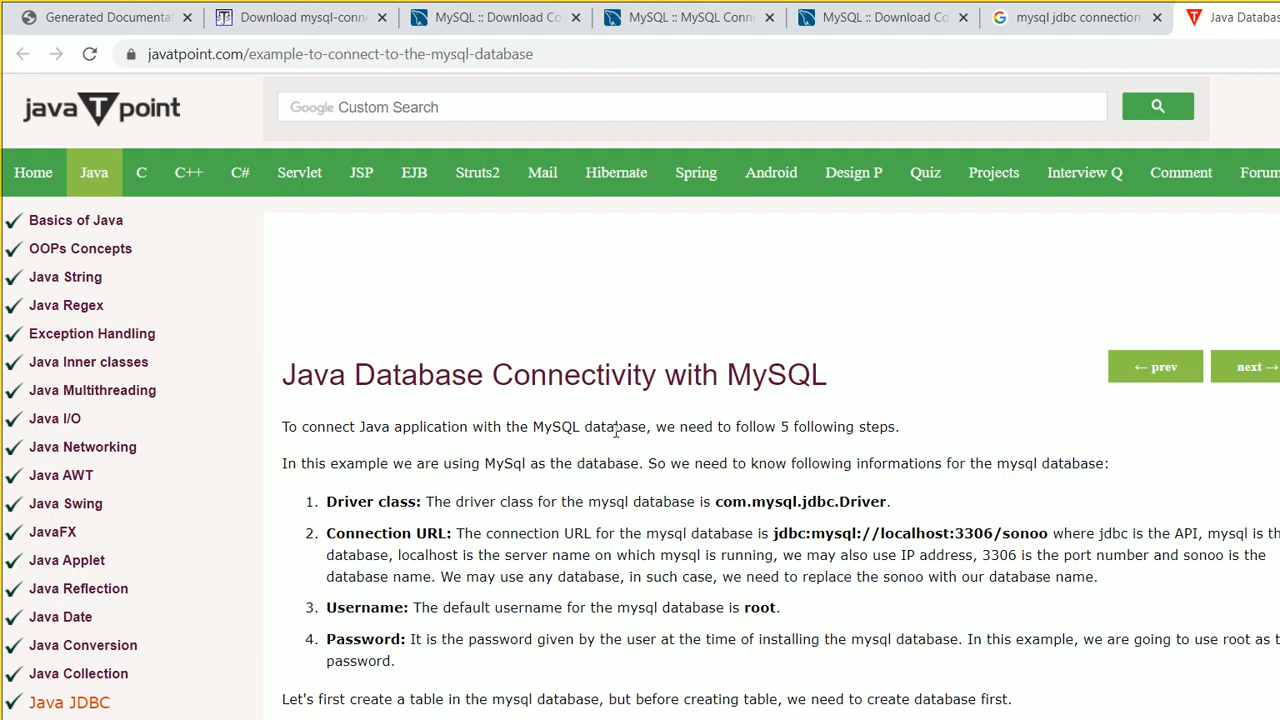 Generated Documenta
Download mysql-conn
MySQL :: Download Co
MySQL :: MySQL Conn
MySQL :: Download Co
mysql jdbc connection
Java Databas
javatpoint.com/example-to-connect-to-the-mysql-database
java T point
Google Custom Search
Home Java C C++ C# Servlet JSP EJB Struts2 Mail Hibernate Spring Android Design P Quiz Projects Interview Q Comment Forum
Basics of Java
OOPs Concepts
Java String
Java Regex
Exception Handling
Java Inner classes
Java Multithreading
Java I/O
Java Networking
Java AWT
Java Swing
JavaFX
Java Applet
Java Reflection
Java Date
Java Conversion
Java Collection
Java JDBC
Java Database Connectivity with MySQL
← prev
next →
To connect Java application with the MySQL database, we need to follow 5 following steps.
In this example we are using MySql as the database. So we need to know following informations for the mysql database:
1. Driver class: The driver class for the mysql database is com.mysql.jdbc.Driver.
2. Connection URL: The connection URL for the mysql database is jdbc:mysql://localhost:3306/sonoo where jdbc is the API, mysql is th
database, localhost is the server name on which mysql is running, we may also use IP address, 3306 is the port number and sonoo is the
database name. We may use any database, in such case, we need to replace the sonoo with our database name.
3. Username: The default username for the mysql database is root.
4. Password: It is the password given by the user at the time of installing the mysql database. In this example, we are going to use root as t
password.
Let's first create a table in the mysql database, but before creating table, we need to create database first.